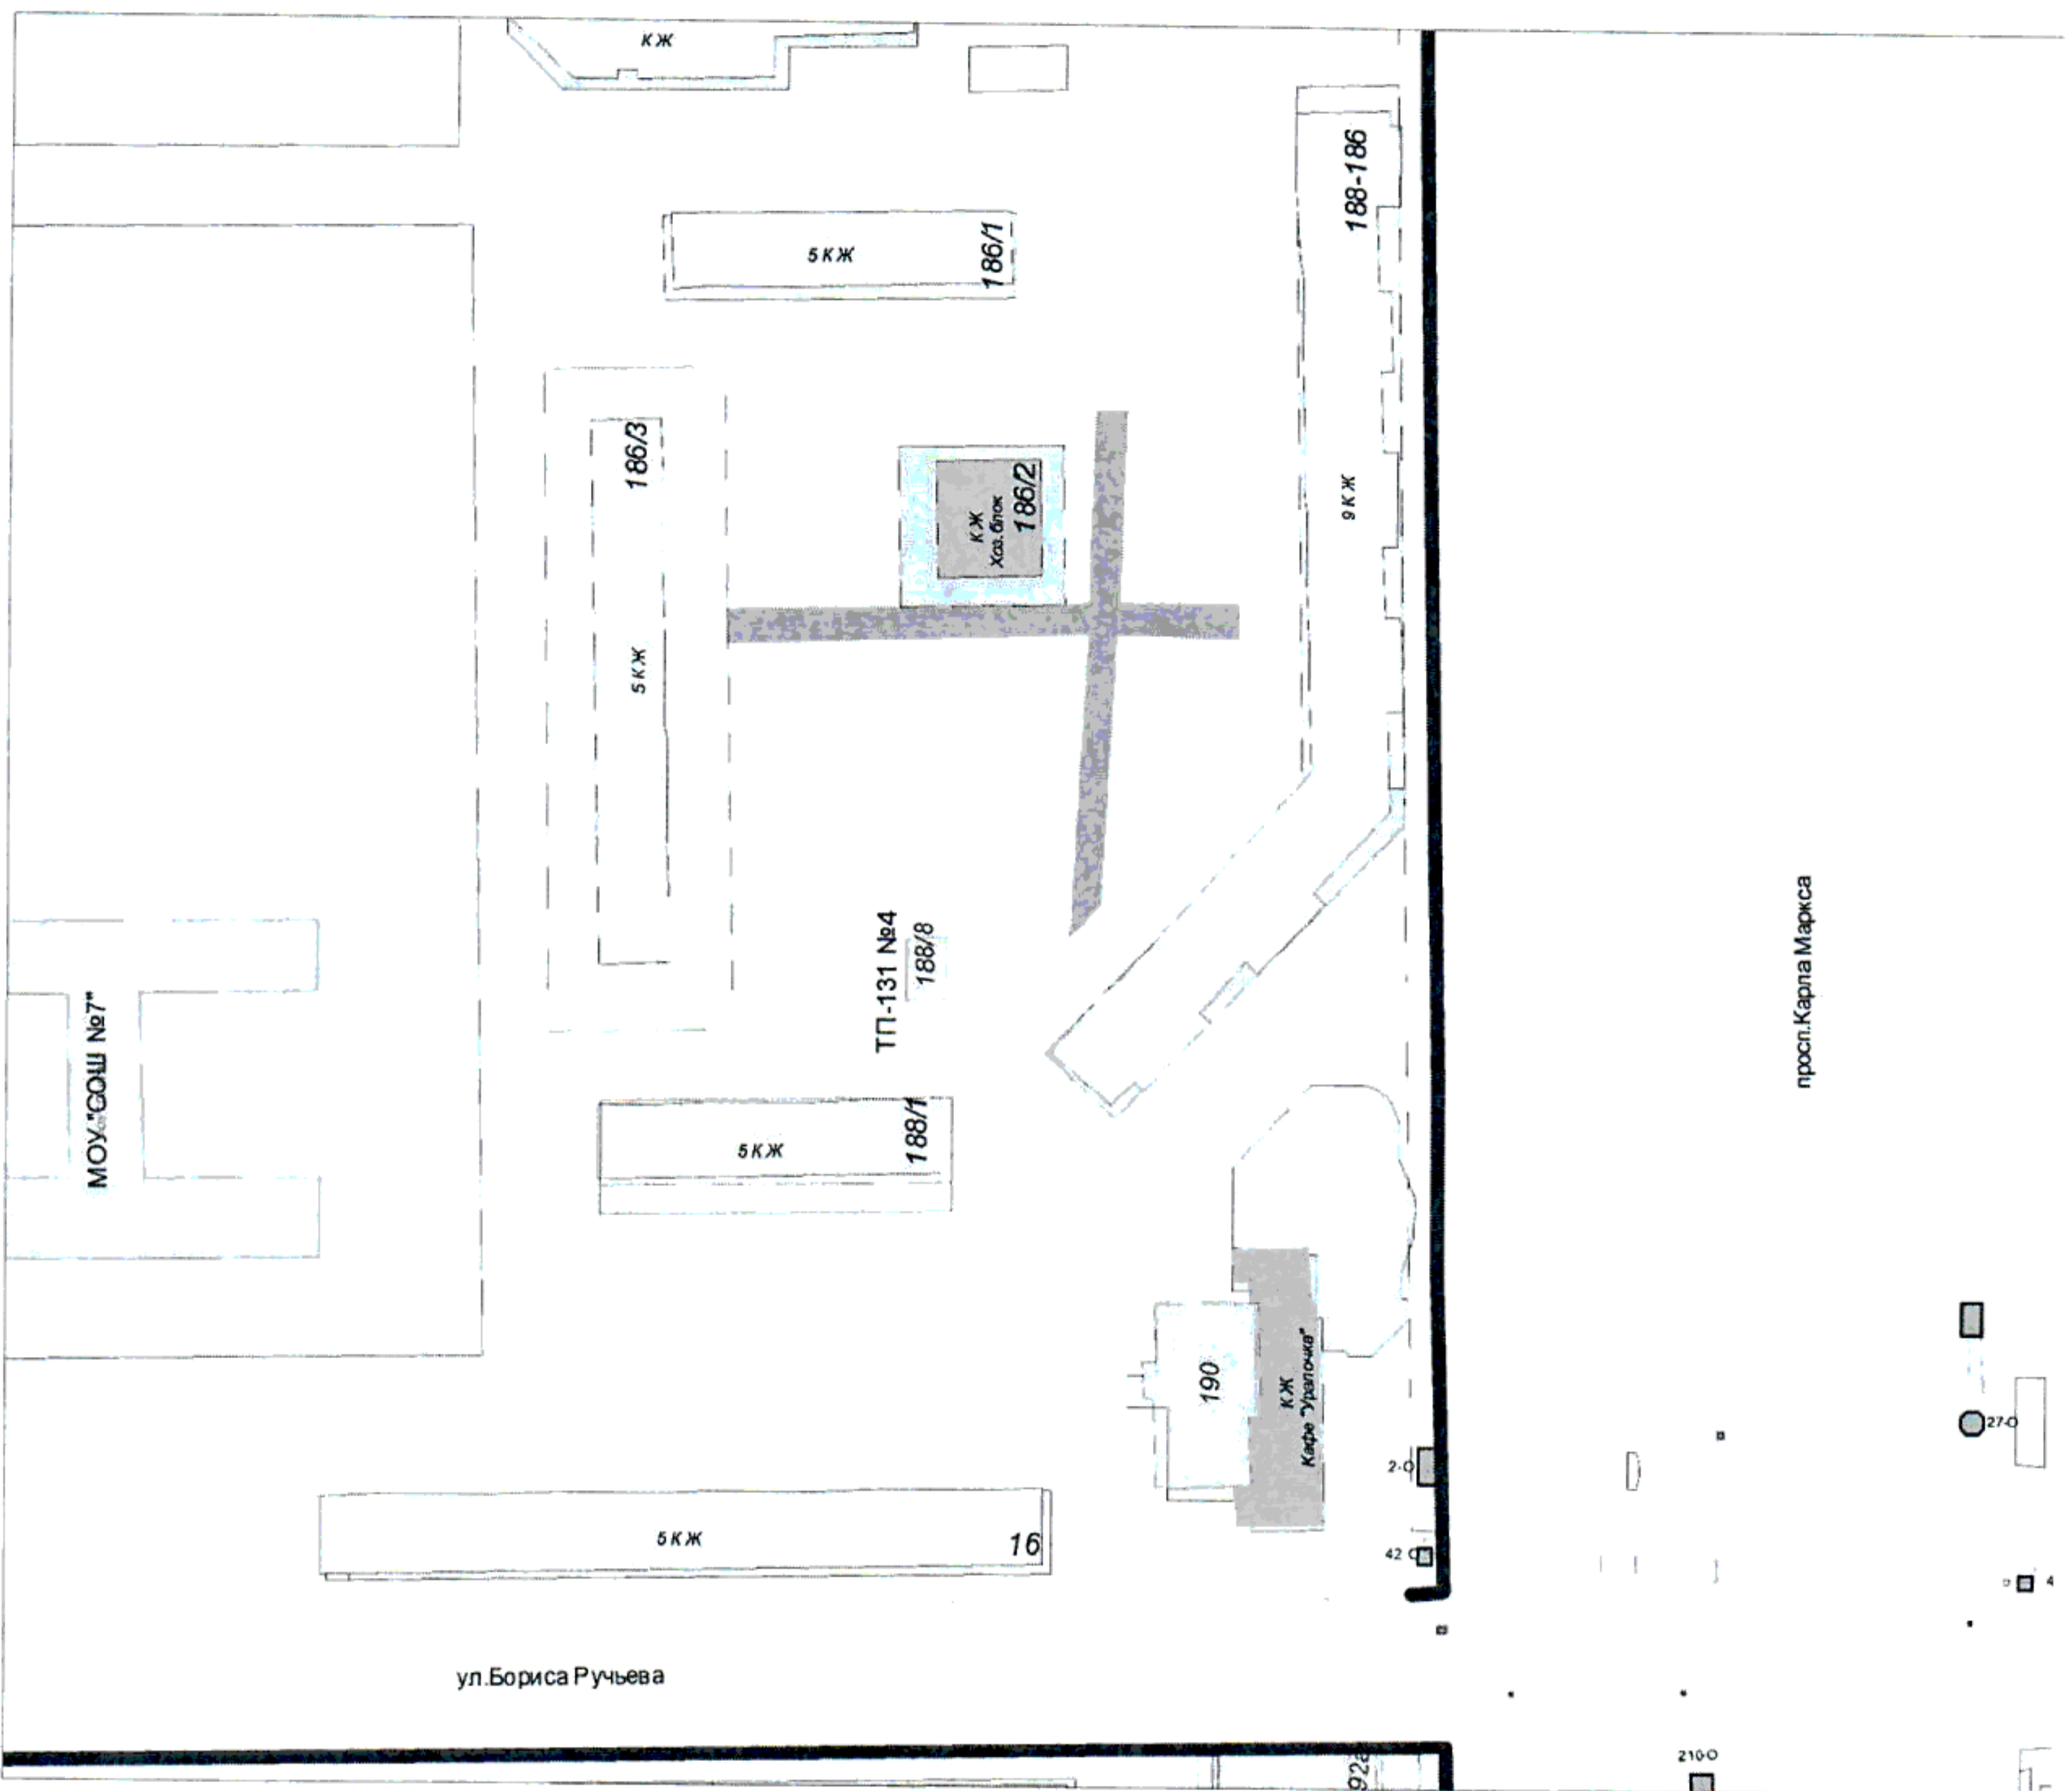 КЖ
188-186
5КЖ
186/1
186/3
КЖ
Хоз. блок
186/2
9КЖ
5КЖ
ТП-131 №4
188/8
просп.Карла Маркса
МОУ "СОШ №7"
5КЖ
188/1
190
КЖ
Кафе "Уралочка"
27-О
2-О
5КЖ
16
42
4
ул.Бориса Ручьева
210-О